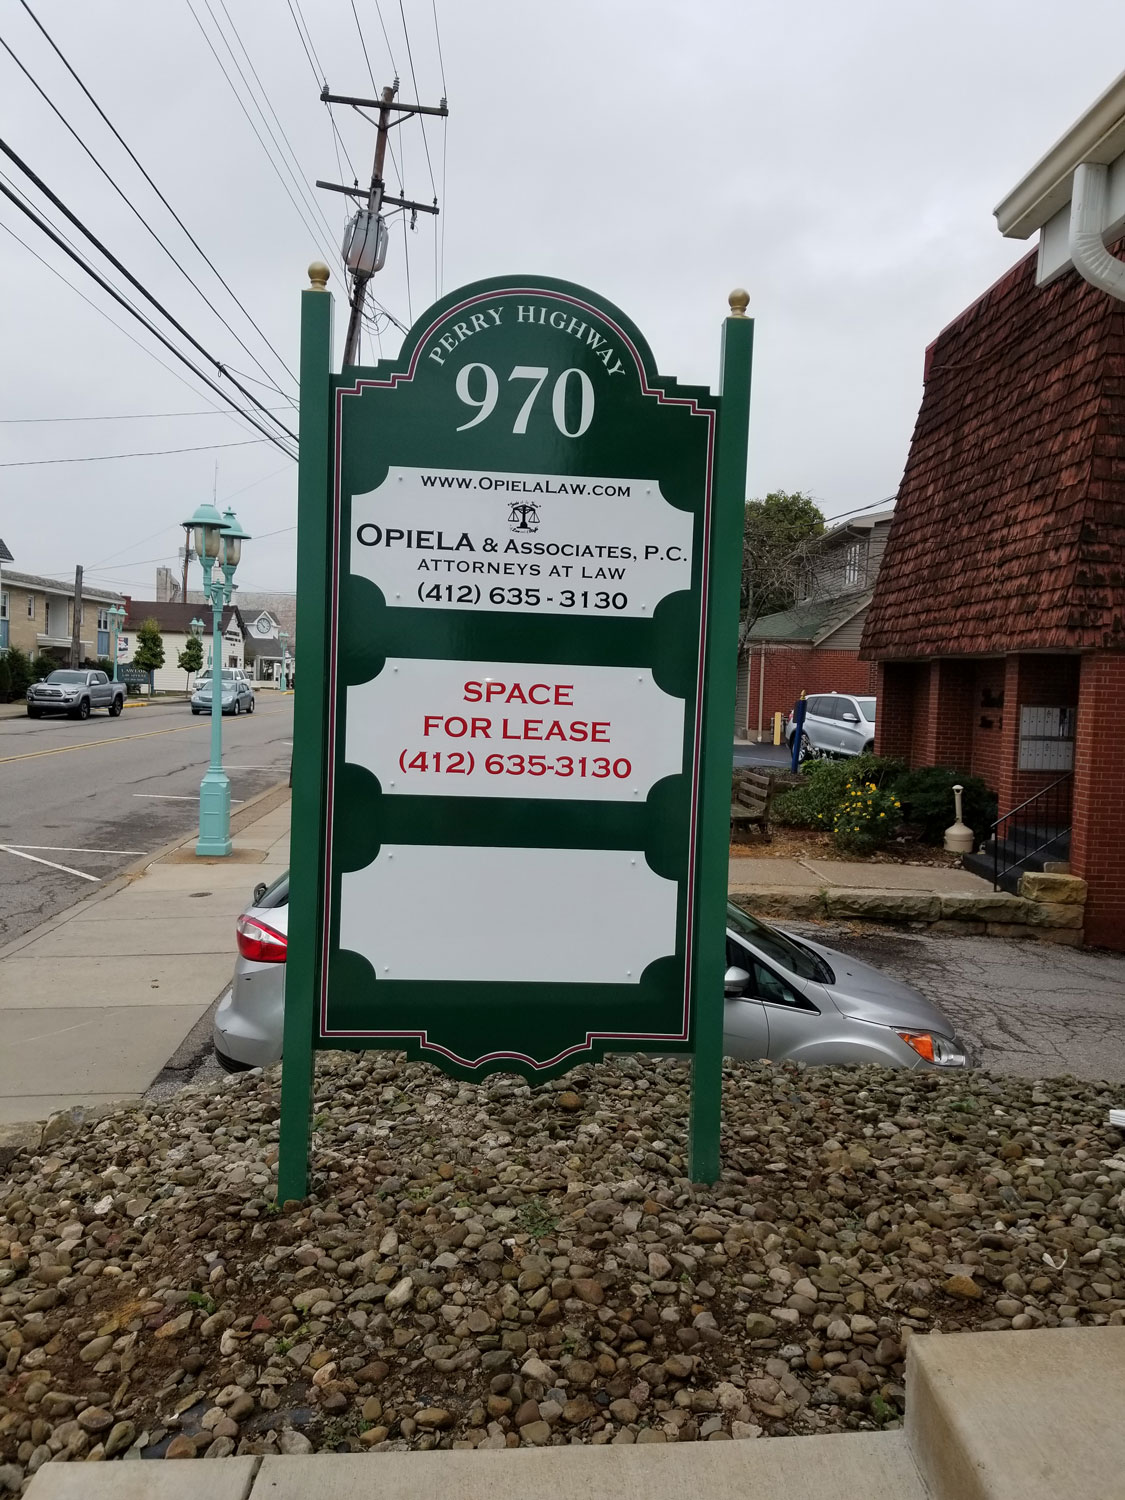 PERRY HIGHWAY
970
WWW.OPIELALAW.COM
OPIELA & ASSOCIATES, P.C.
ATTORNEYS AT LAW
(412) 635-3130
SPACE
FOR LEASE
(412) 635-3130